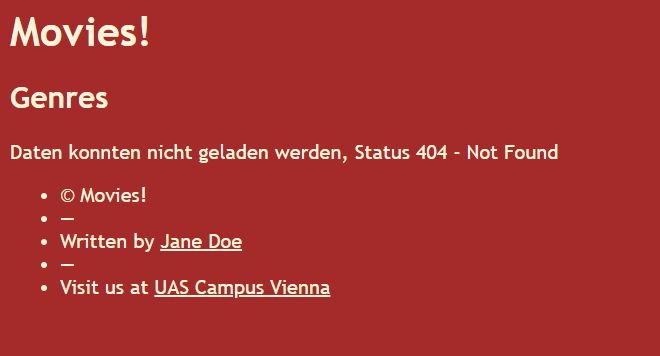 Movies!
Genres
Daten konnten nicht geladen werden, Status 404 - Not Found
• © Movies!
• —
• Written by Jane Doe
• —
• Visit us at UAS Campus Vienna